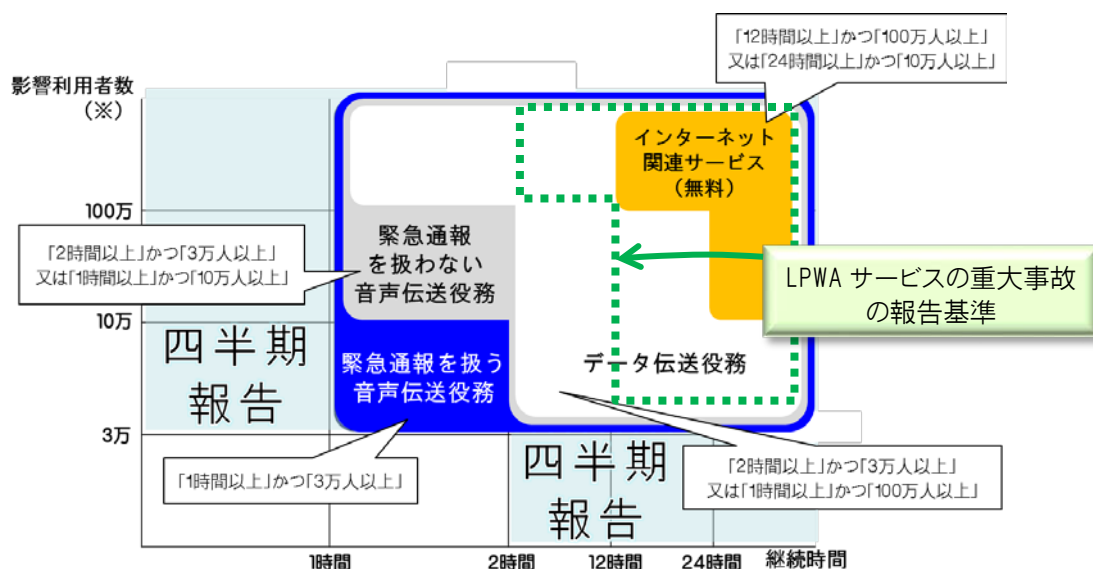 「12時間以上」かつ「100万人以上」
又は「24時間以上」かつ「10万人以上」
影響利用者数
（※）
インターネット
関連サービス
（無料）
100万
「2時間以上」かつ「3万人以上」
又は「1時間以上」かつ「10万人以上」
緊急通報
を扱わない
音声伝送役務
LPWA サービスの重大事故
の報告基準
10万
四半期
報告
緊急通報を扱う
音声伝送役務
データ伝送役務
3万
「1時間以上」かつ「3万人以上」
四半期
報告
「2時間以上」かつ「3万人以上」
又は「1時間以上」かつ「100万人以上」
1時間
2時間
12時間
24時間
継続時間